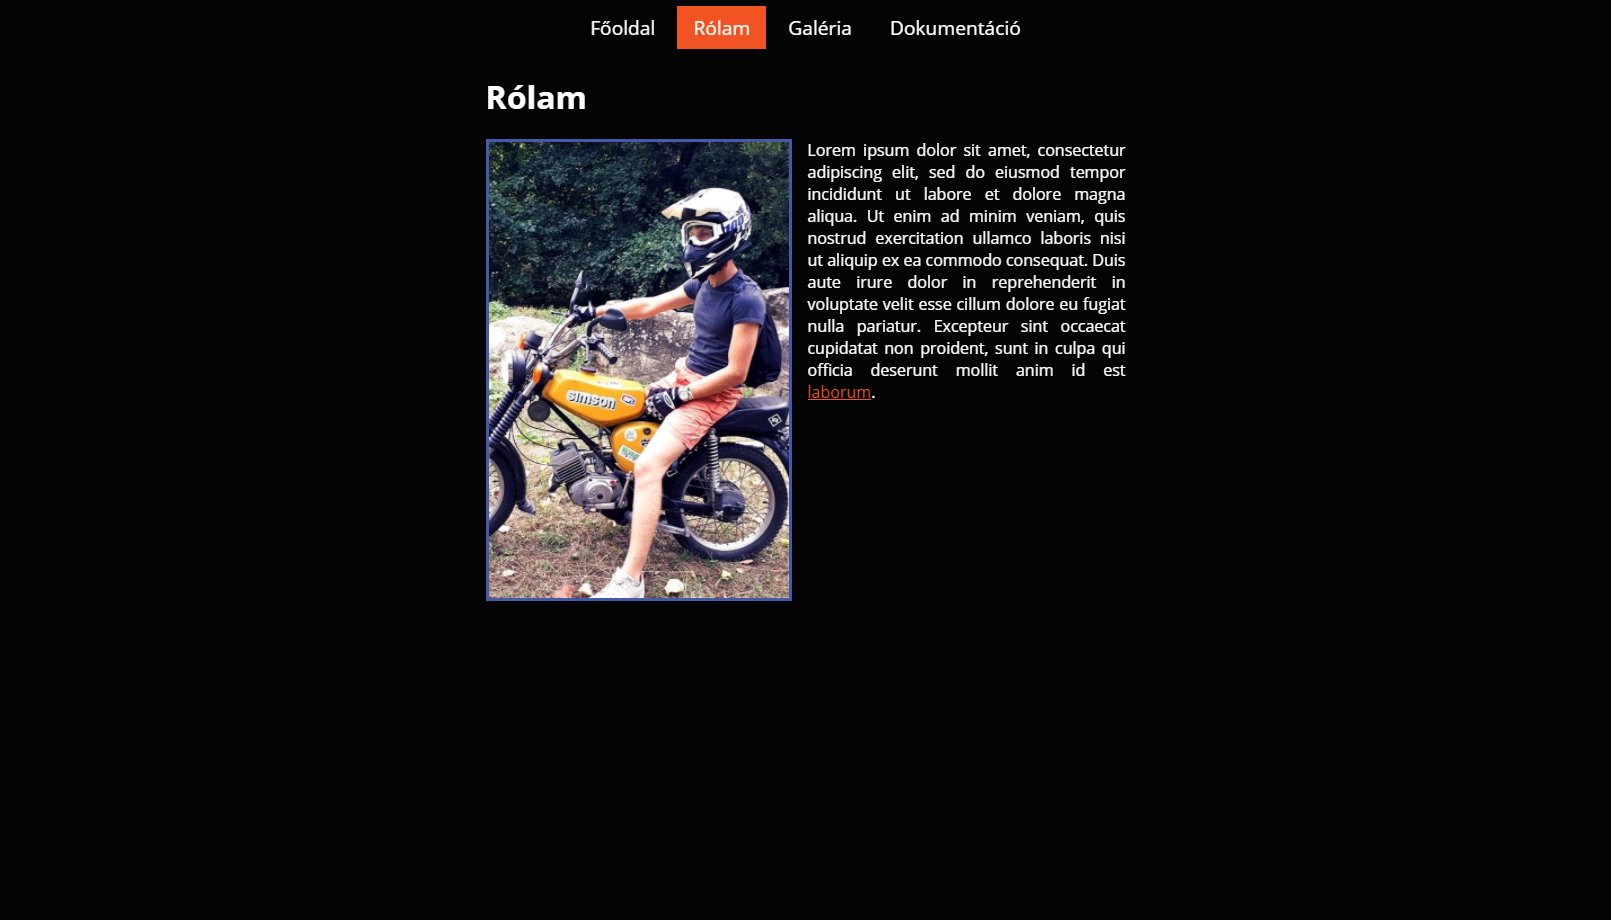 Főoldal Rólam Galéria Dokumentáció
Rólam
Lorem ipsum dolor sit amet, consectetur
adipiscing elit, sed do eiusmod tempor
incididunt ut labore et dolore magna
aliqua. Ut enim ad minim veniam, quis
nostrud exercitation ullamco laboris nisi
ut aliquip ex ea commodo consequat. Duis
aute irure dolor in reprehenderit in
voluptate velit esse cillum dolore eu fugiat
nulla pariatur. Excepteur sint occaecat
cupidatat non proident, sunt in culpa qui
officia deserunt mollit anim id est
laborum.
simson